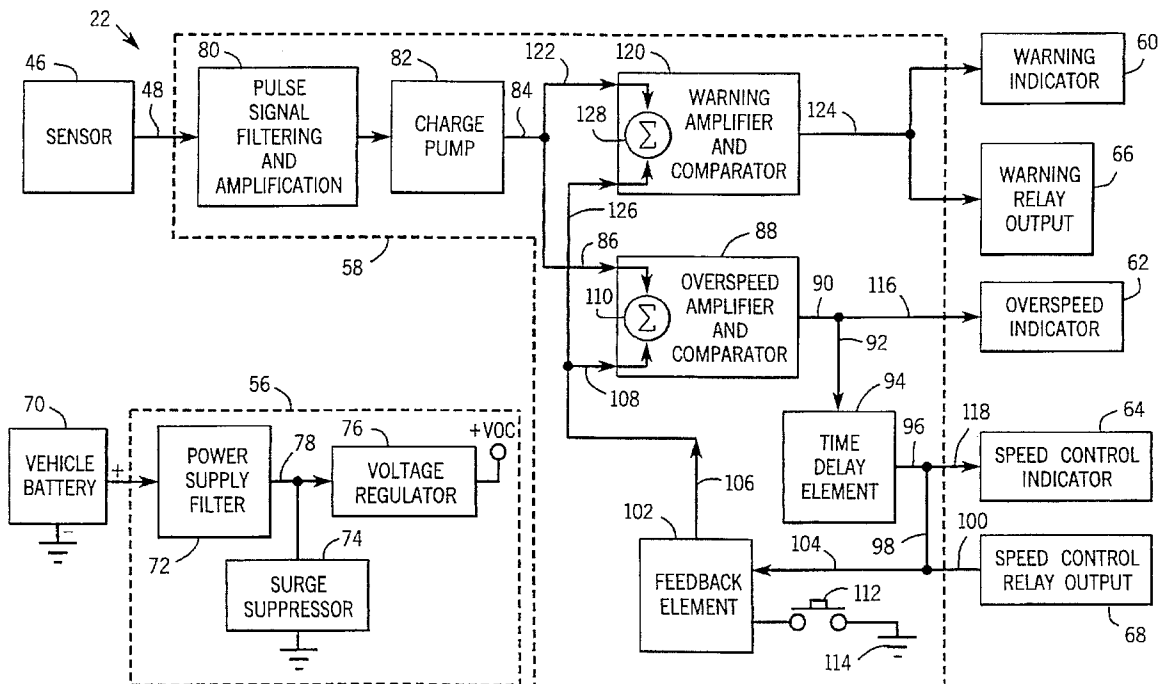 22
46
SENSOR
48
80
PULSE
SIGNAL
FILTERING
AND
AMPLIFICATION
82
CHARGE
PUMP
84
122
120
128
Σ
WARNING
AMPLIFIER
AND
COMPARATOR
124
126
60
WARNING
INDICATOR
66
WARNING
RELAY
OUTPUT
58
86
88
110
Σ
OVERSPEED
AMPLIFIER
AND
COMPARATOR
90
116
92
108
62
OVERSPEED
INDICATOR
94
TIME
DELAY
ELEMENT
96
118
64
SPEED CONTROL
INDICATOR
98
100
SPEED CONTROL
RELAY OUTPUT
68
106
102
104
FEEDBACK
ELEMENT
112
114
70
VEHICLE
BATTERY
+
-
56
POWER
SUPPLY
FILTER
72
78
76
VOLTAGE
REGULATOR
+VOC
74
SURGE
SUPPRESSOR